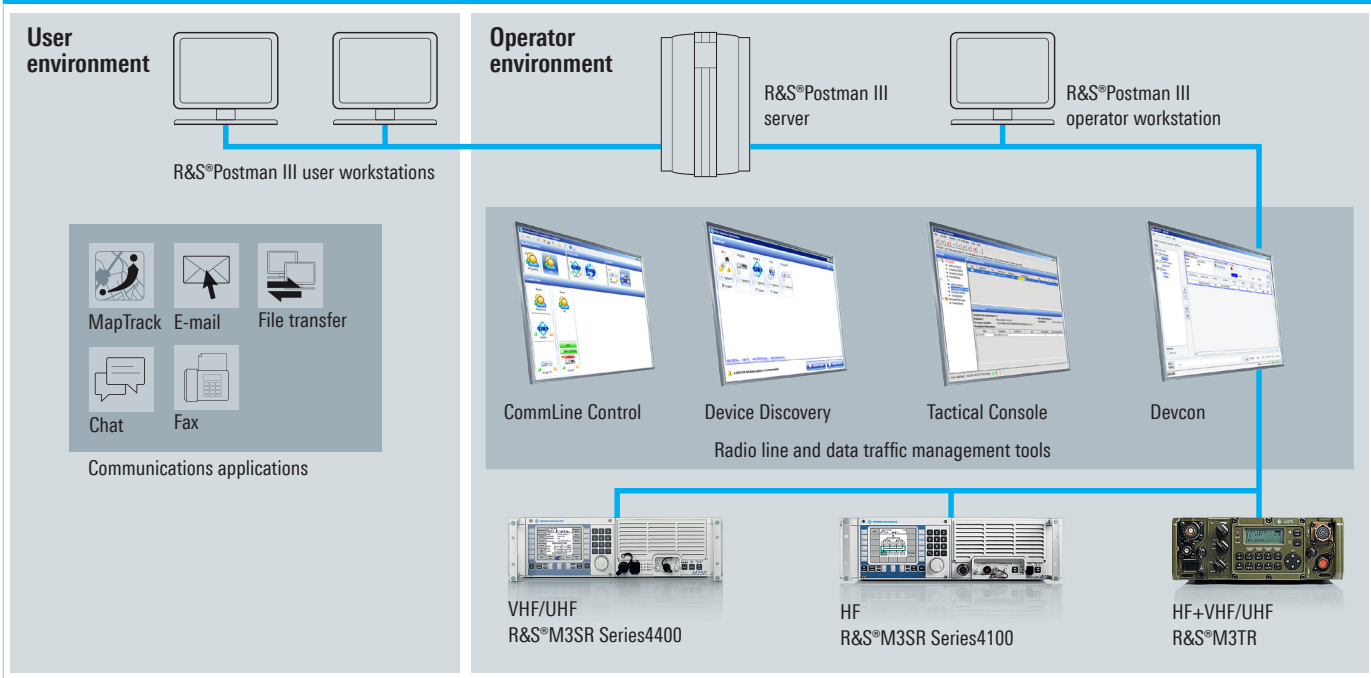 User
environment
R&S®Postman III user workstations
MapTrack
E-mail
File transfer
Chat
Fax
Communications applications
Operator
environment
R&S®Postman III
server
R&S®Postman III
operator workstation
CommLine Control
Device Discovery
Tactical Console
Devcon
Radio line and data traffic management tools
VHF/UHF
R&S®M3SR Series4400
HF
R&S®M3SR Series4100
HF+VHF/UHF
R&S®M3TR